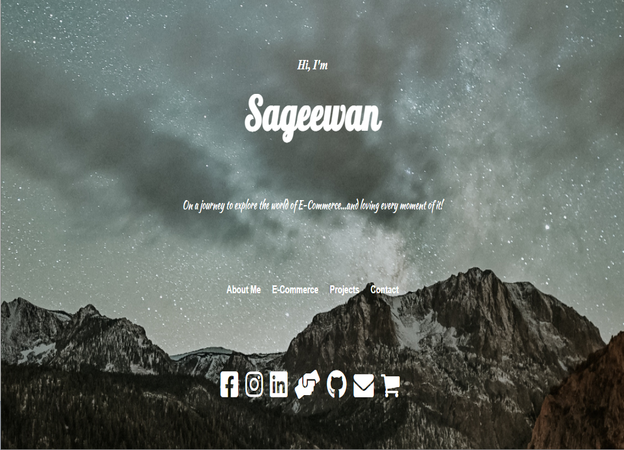 Hi, I'm
Sageewan
On a journey to explore the world of E-Commerce...and loving every moment of it!
About Me E-Commerce Projects Contact